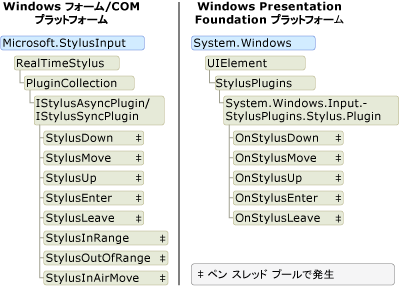 Windows フォーム/COM
プラットフォーム
Microsoft.StylusInput
RealTimeStylus
PluginCollection
IStylusAsyncPlugin/
IStylusSyncPlugin
StylusDown ‡
StylusMove ‡
StylusUp ‡
StylusEnter ‡
StylusLeave ‡
StylusInRange ‡
StylusOutOfRange ‡
StylusInAirMove ‡
Windows Presentation
Foundation プラットフォーム
System.Windows
UIElement
StylusPlugins
System.Windows.Input.-
StylusPlugins.Stylus.Plugin
OnStylusDown ‡
OnStylusMove ‡
OnStylusUp ‡
OnStylusEnter ‡
OnStylusLeave ‡
‡ ペン スレッド プールで発生